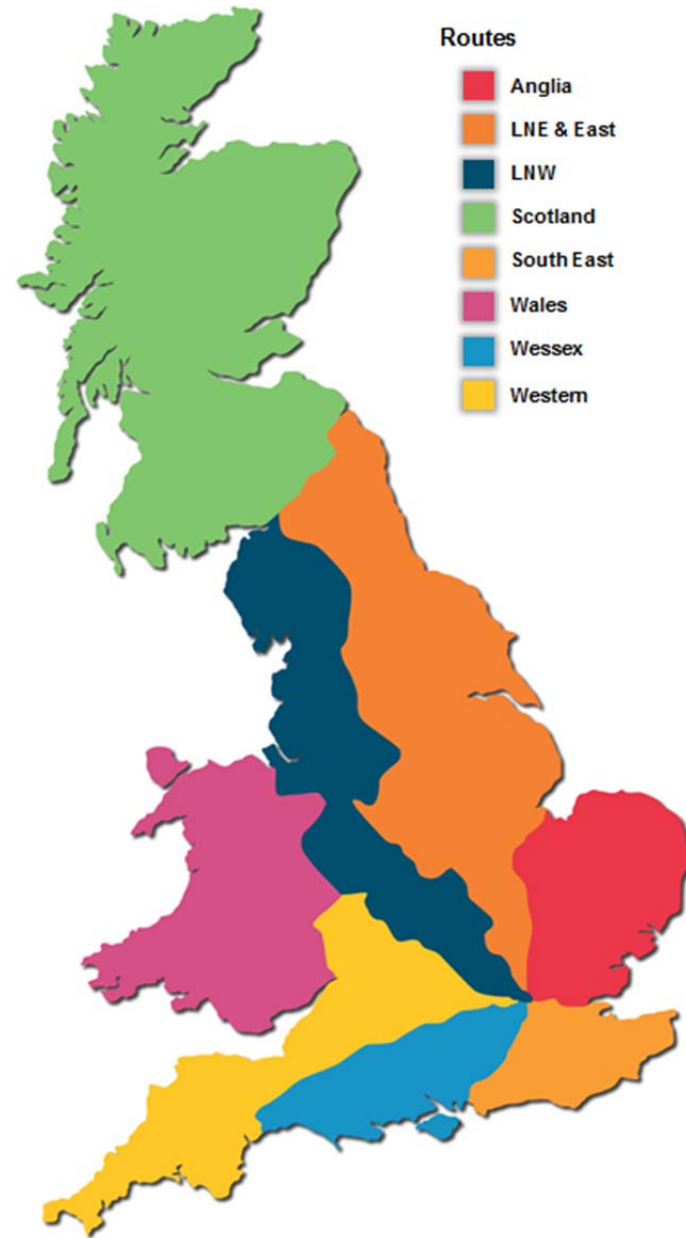 Routes
Anglia
LNE & East
LNW
Scotland
South East
Wales
Wessex
Western